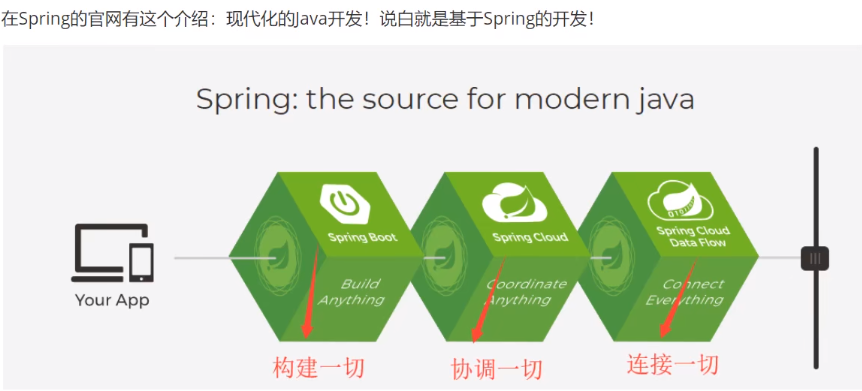 在Spring的官网有这个介绍：现代化的Java开发！说白就是基于Spring的开发！
Spring: the source for modern java
Your App
Spring Boot
Build
Anything
Spring Cloud
Coordinate
Anything
Spring Cloud
Data Flow
Connect
Everything
构建一切
协调一切
连接一切